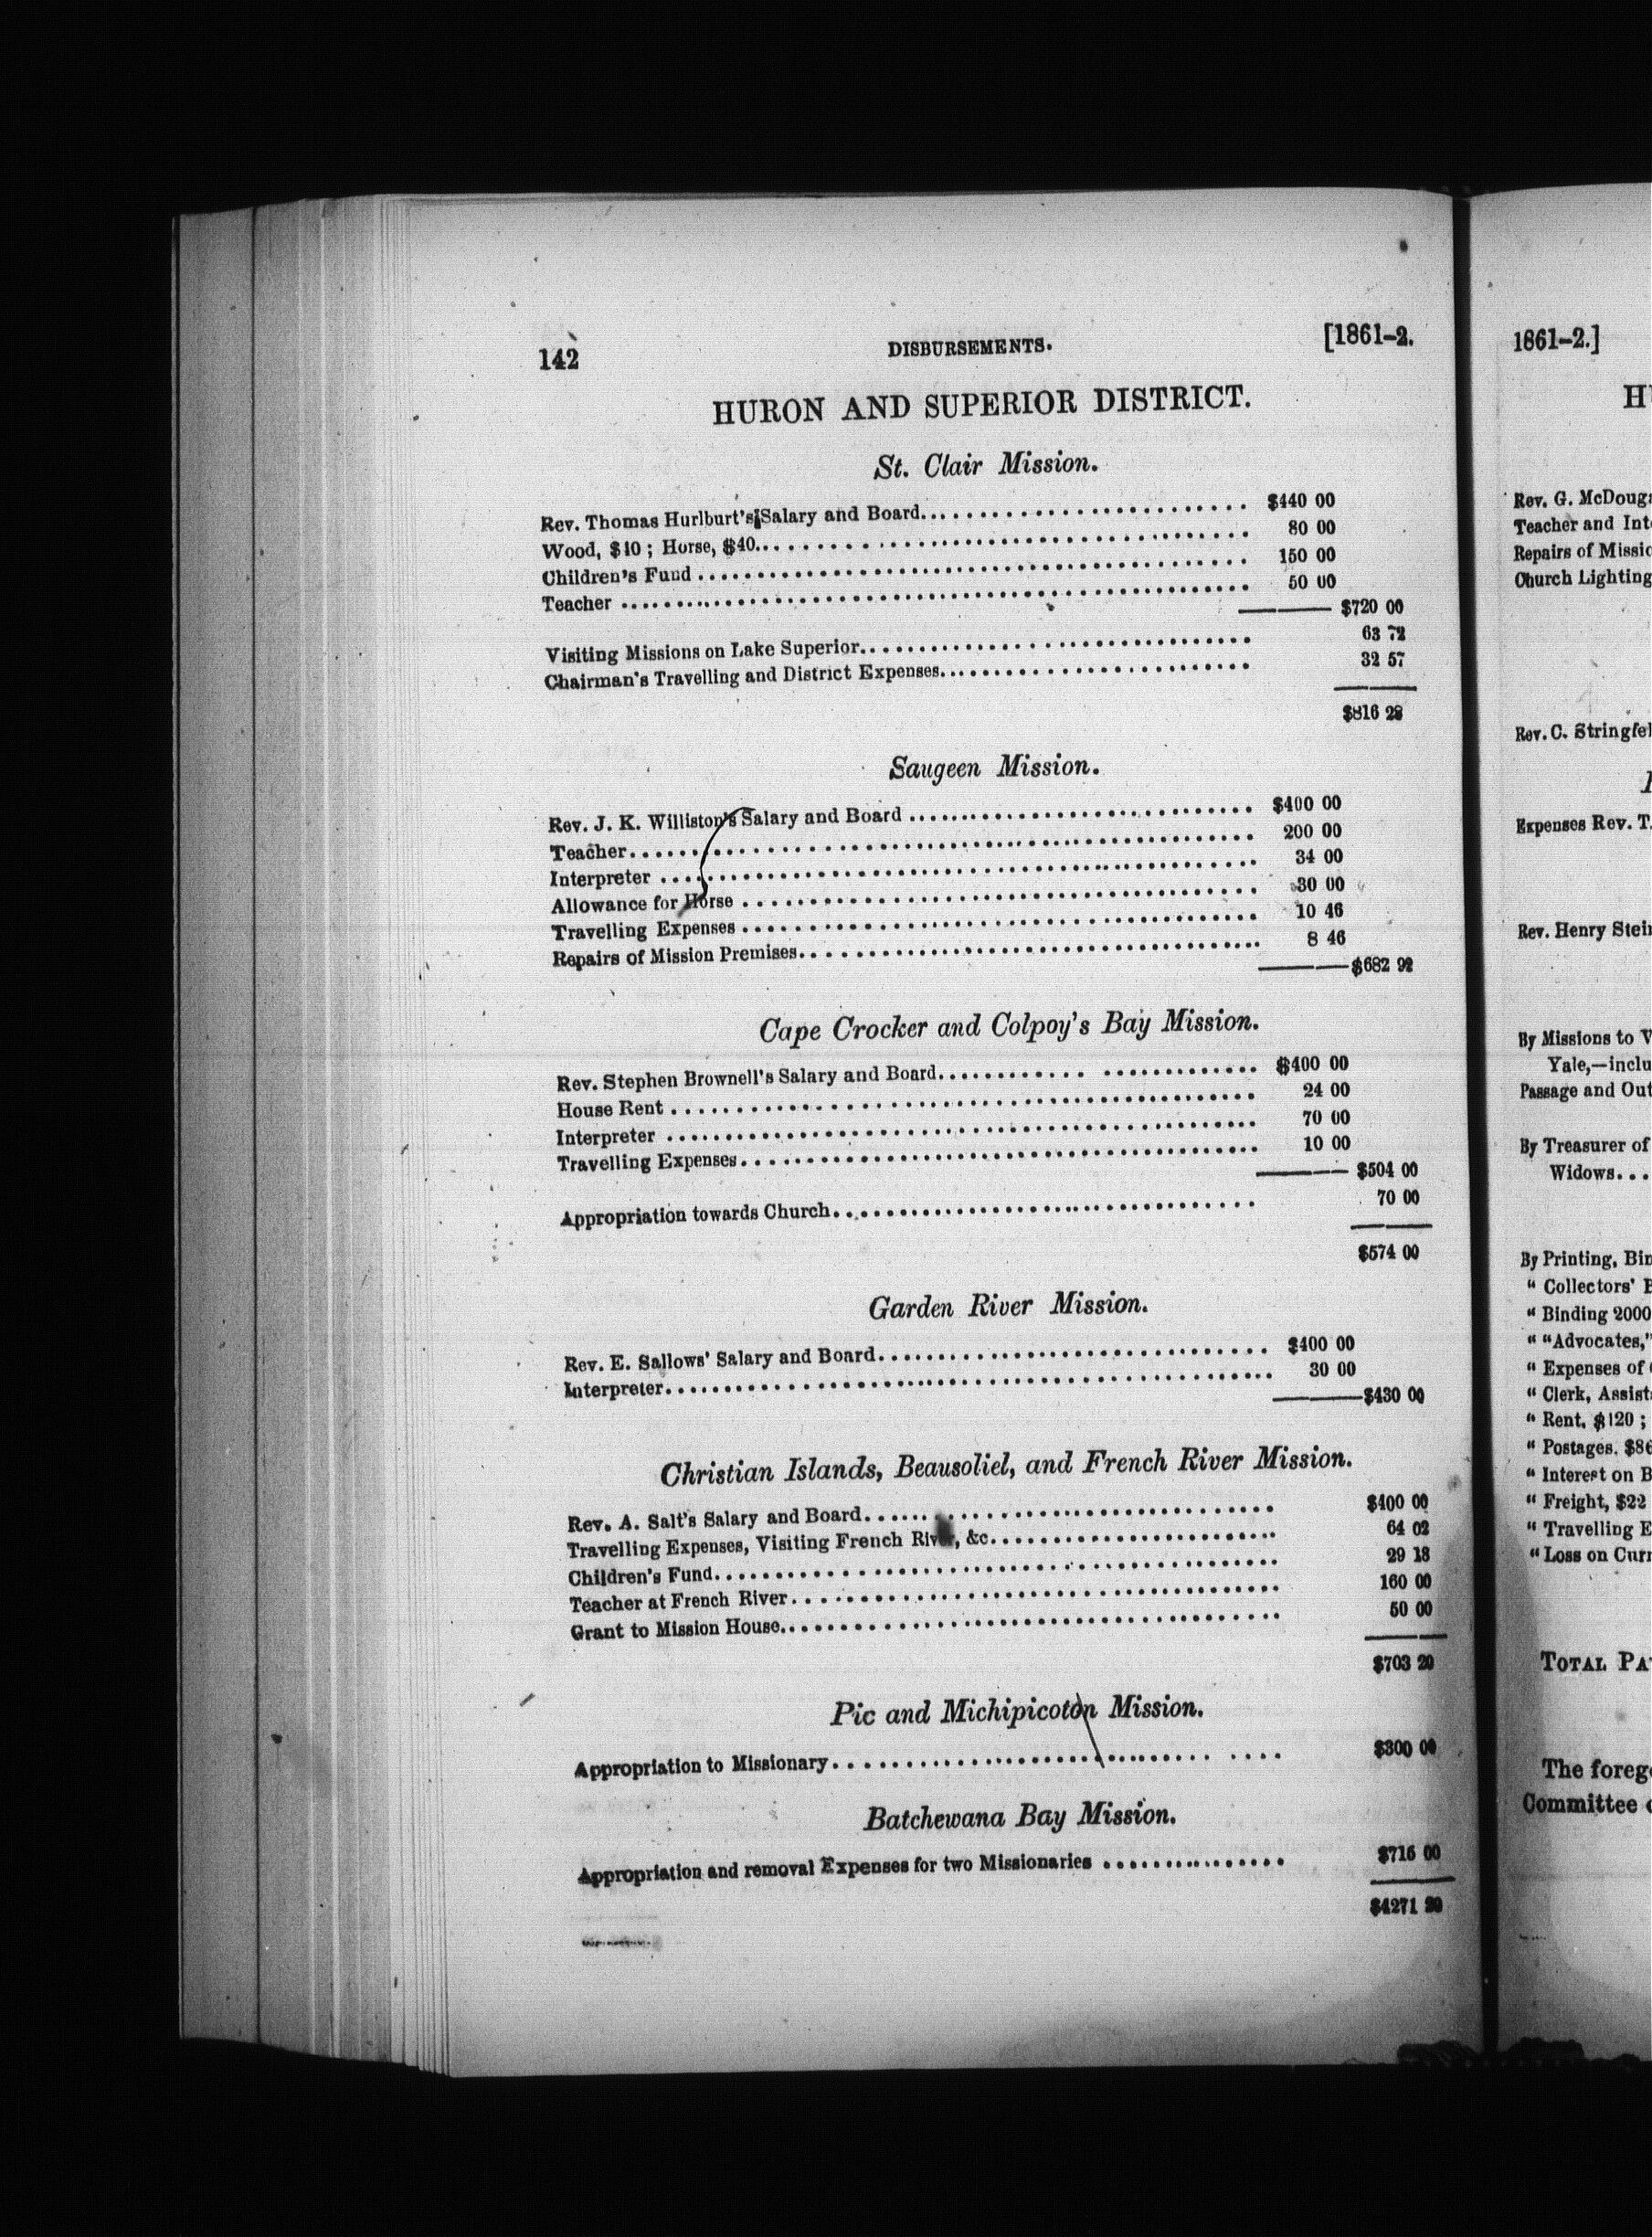 142 DISBURSEMENTS. [1861-2.
HURON AND SUPERIOR DISTRICT.
St. Clair Mission.
Rev. Thomas Hurlburt's Salary and Board........................ $440 00
Wood, $40; Horse, $40........................ 80 00
Children's Fund........................ 150 00
Teacher........................ 50 00
$720 00
Visiting Missions on Lake Superior........................ 63 72
Chairman's Travelling and District Expenses........................ 32 57
$816 28
Saugeen Mission.
Rev. J. K. Williston's Salary and Board........................ $400 00
Teacher........................ 200 00
Interpreter........................ 34 00
Allowance for Horse........................ 30 00
Travelling Expenses........................ 10 46
Repairs of Mission Premises........................ 8 46
$682 92
Cape Crocker and Colpoy's Bay Mission.
Rev. Stephen Brownell's Salary and Board........................ $400 00
House Rent........................ 24 00
Interpreter........................ 70 00
Travelling Expenses........................ 10 00
$504 00
Appropriation towards Church........................ 70 00
$574 00
Garden River Mission.
Rev. E. Sallows' Salary and Board........................ $400 00
Interpreter........................ 30 00
$430 00
Christian Islands, Beausoliel, and French River Mission.
Rev. A. Salt's Salary and Board........................ $400 00
Travelling Expenses, Visiting French River, &c........................ 64 02
Children's Fund........................ 29 18
Teacher at French River........................ 160 00
Grant to Mission House........................ 50 00
$703 20
Pic and Michipicoton Mission.
Appropriation to Missionary........................ $300 00
Batchewana Bay Mission.
Appropriation and removal Expenses for two Missionaries............... $716 00
$4271
1861-2.]
H
Rev. G. McDoug
Teacher and Int
Repairs of Missio
Church Lighting
Rev. C. Stringfel
Expenses Rev. T.
Rev. Henry Stei
By Missions to V
Yale,—inclu
Passage and Out
By Treasurer of
Widows...
By Printing, Bin
" Collectors'
" Binding 2000
" "Advocates,"
" Expenses of
" Clerk, Assist
" Rent, $120;
" Postages, $86
" Interest on B
" Freight, $22
" Travelling E
" Loss on Curr
TOTAL PA
The foreg
Committee